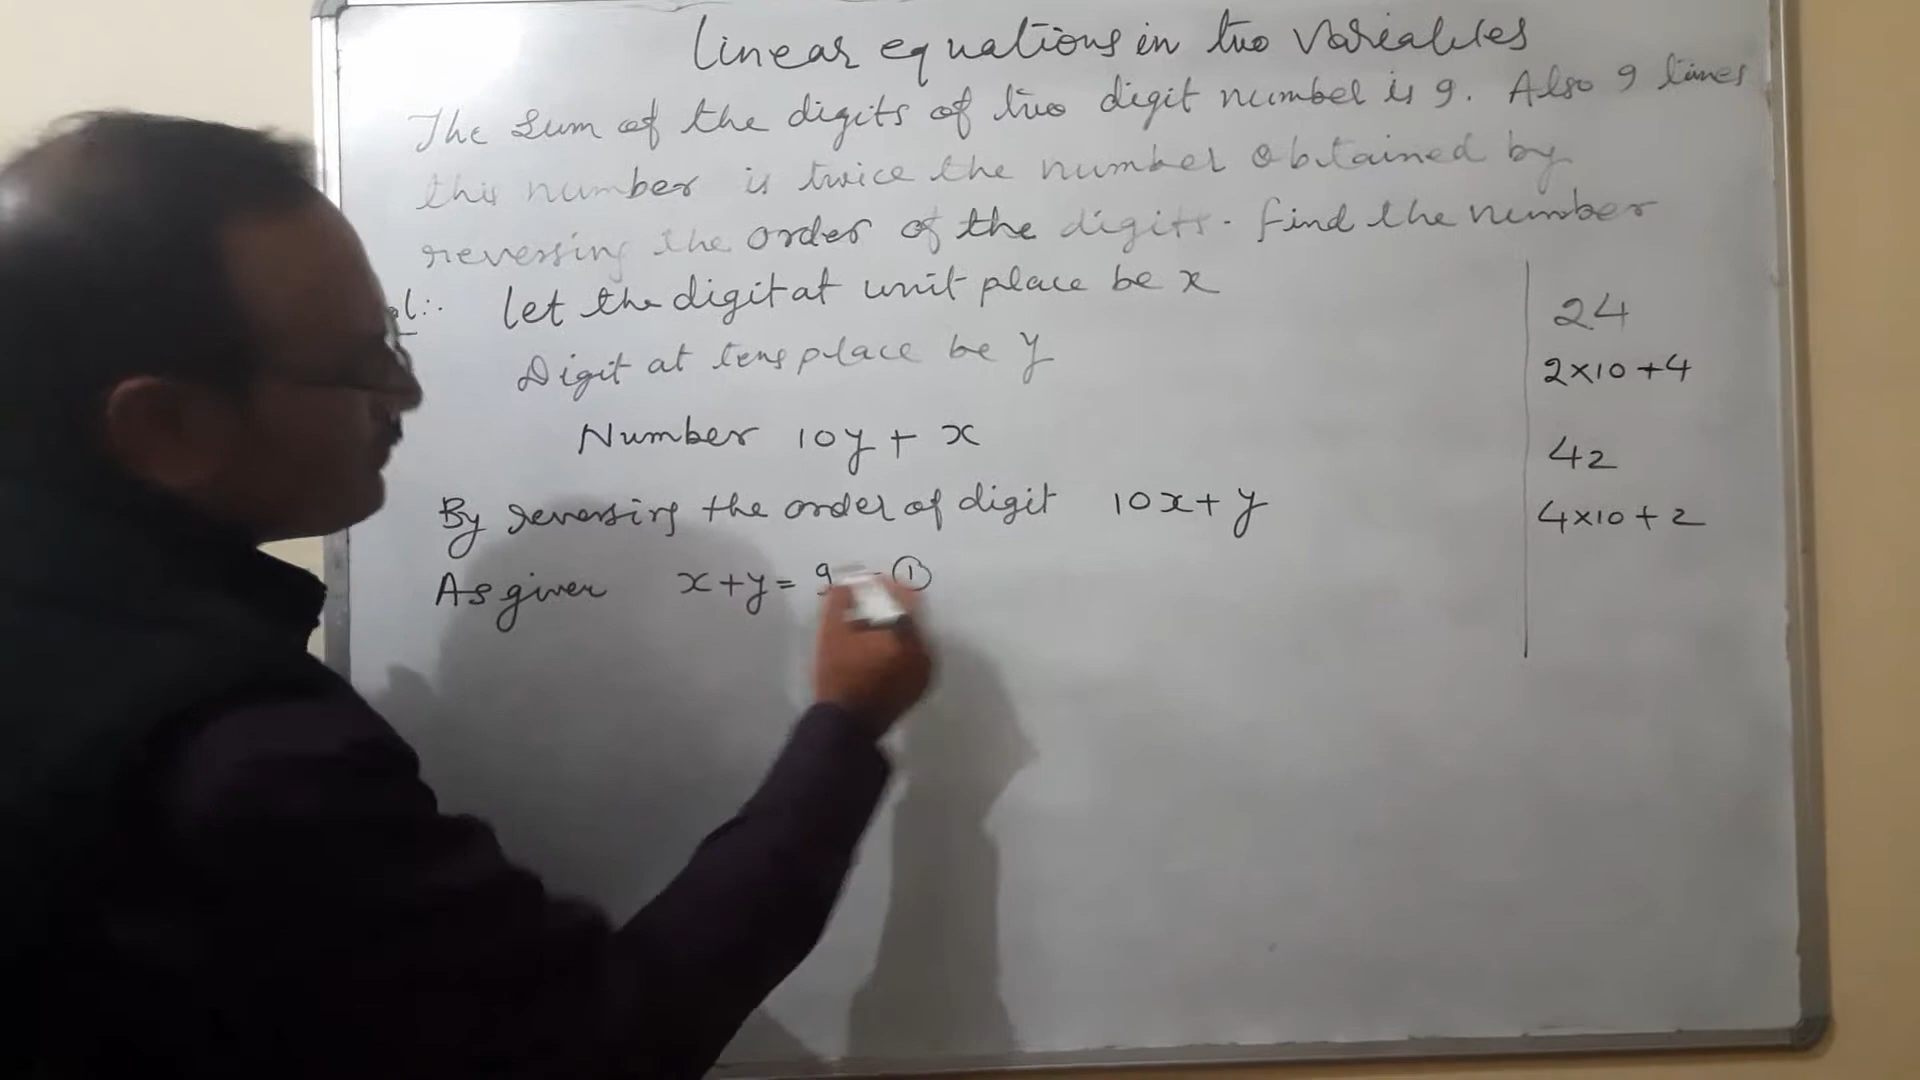 Linear equations in two variables
The Sum of the digits of two digit number is 9. Also 9 times
this number is twice the number obtained by
reversing the order of the digits. find the number
ol:. let the digit at unit place be x
Digit at tens place be y
Number 10y + x
By reversing the order of digit 10x + y
As given x + y = 9 - ①
24
2×10 + 4
42
4×10 + 2